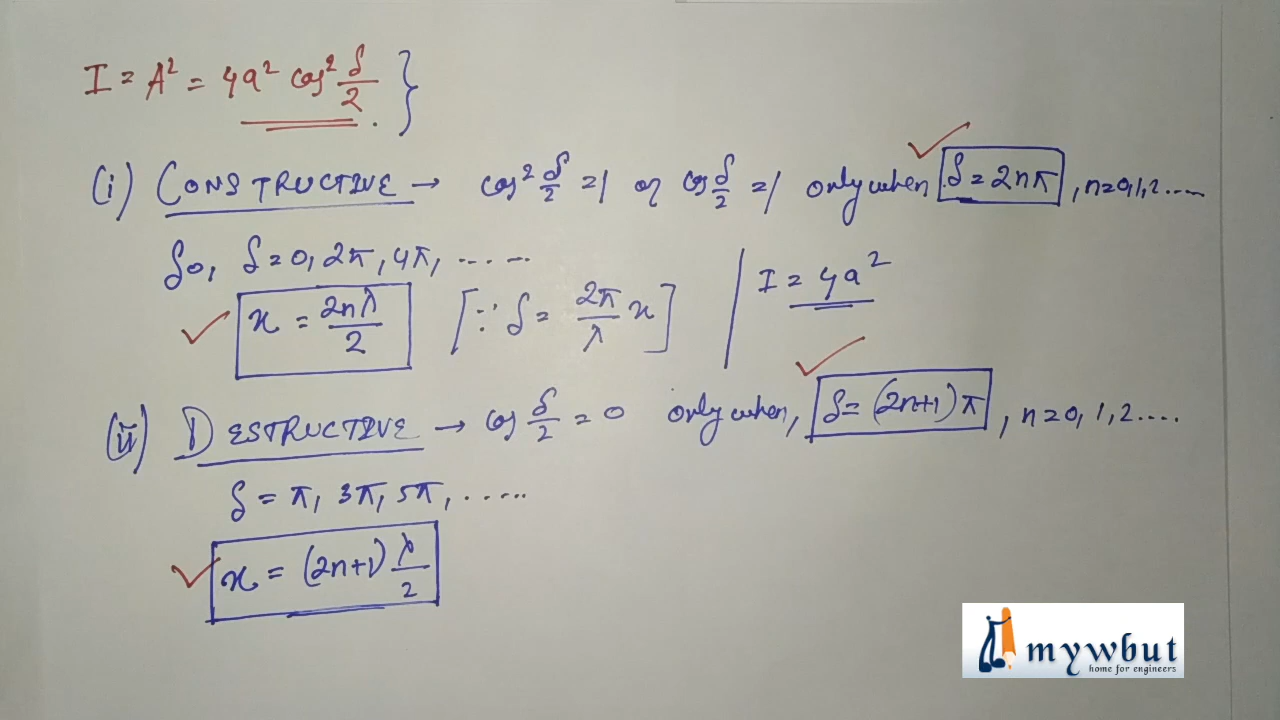 I = A² = 4a² cos² δ/2 }
(i) CONSTRUCTIVE → cos² δ/2 = 1 or cos δ/2 = 1 only when δ = 2nπ, n=0,1,2.....
So, δ = 0, 2π, 4π, ......
x = 2nλ/2 [∵ δ = 2π/λ x] | I = 4a²
(ii) DESTRUCTIVE → cos δ/2 = 0 only when, δ = (2n+1)π, n=0, 1, 2....
δ = π, 3π, 5π, .....
x = (2n+1) λ/2
mywbut
home for engineers